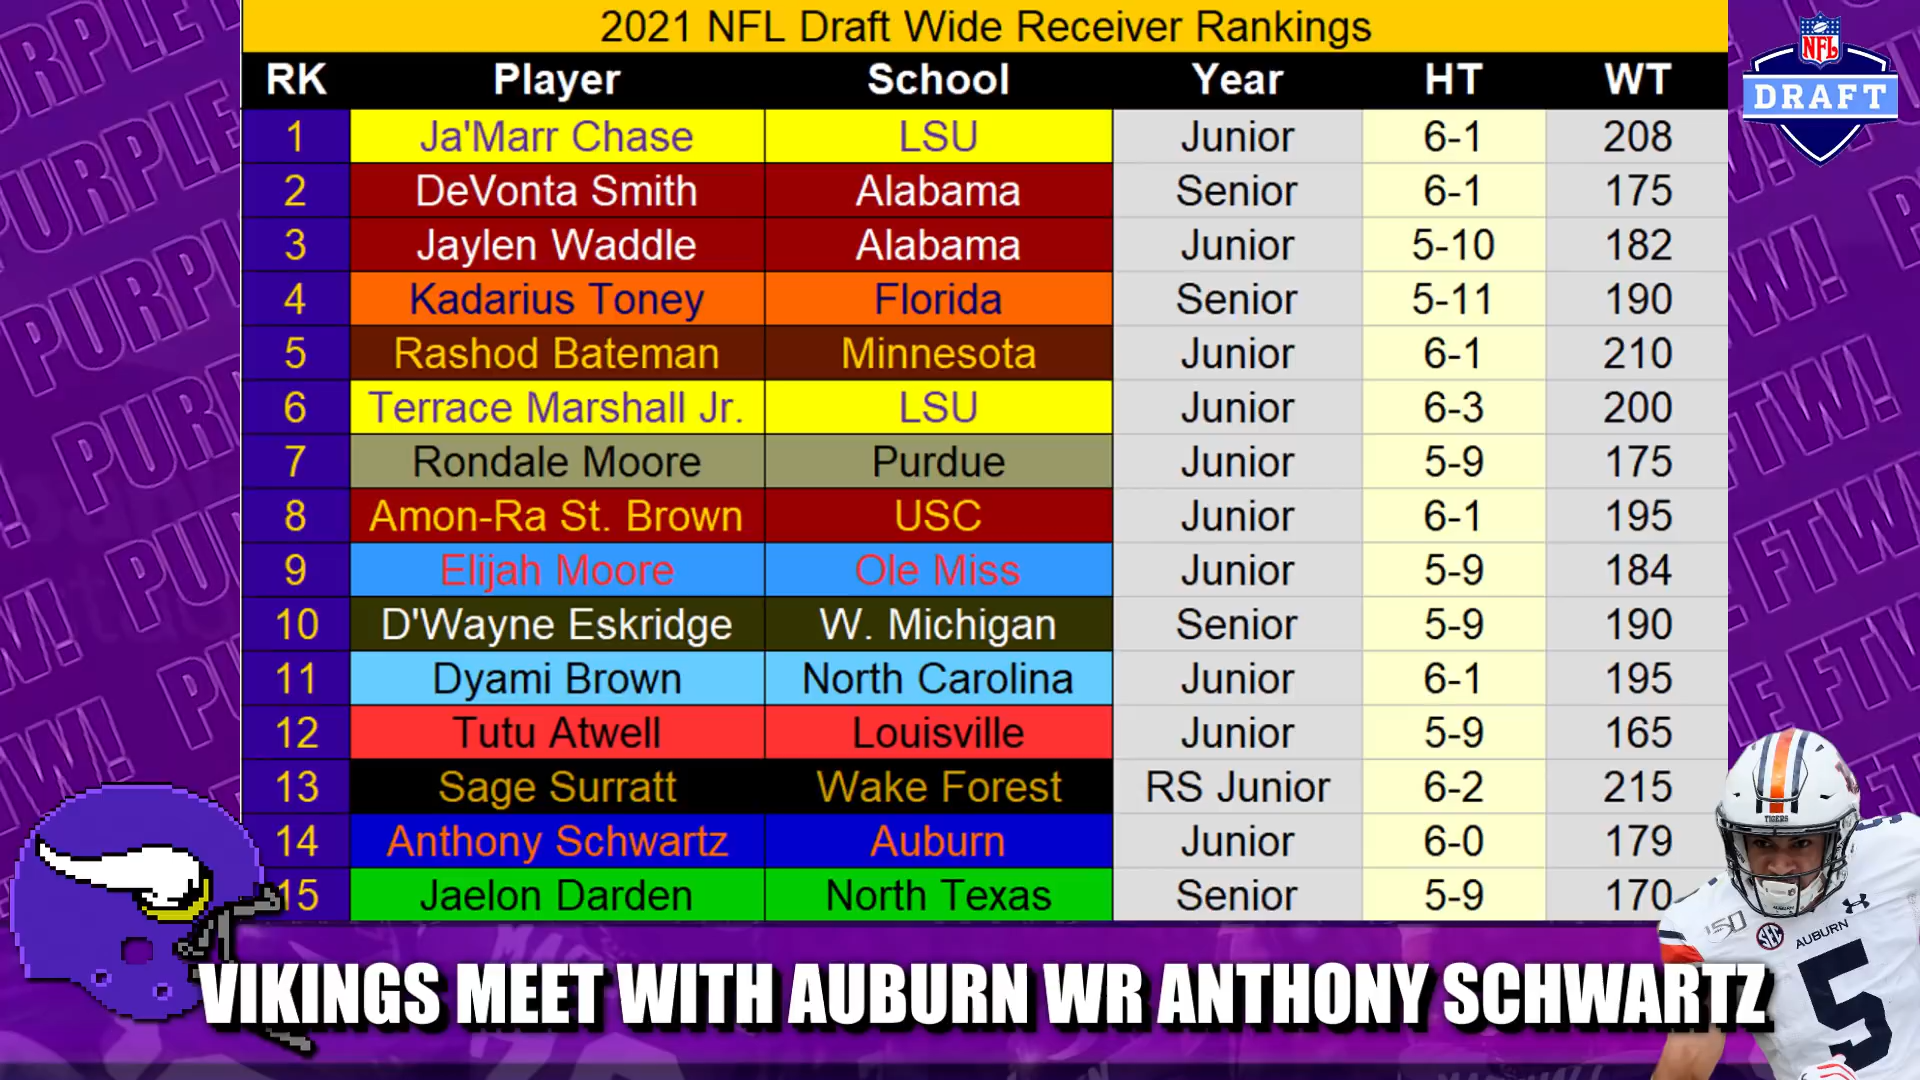 2021 NFL Draft Wide Receiver Rankings
RK Player School Year HT WT
1 Ja'Marr Chase LSU Junior 6-1 208
2 DeVonta Smith Alabama Senior 6-1 175
3 Jaylen Waddle Alabama Junior 5-10 182
4 Kadarius Toney Florida Senior 5-11 190
5 Rashod Bateman Minnesota Junior 6-1 210
6 Terrace Marshall Jr. LSU Junior 6-3 200
7 Rondale Moore Purdue Junior 5-9 175
8 Amon-Ra St. Brown USC Junior 6-1 195
9 Elijah Moore Ole Miss Junior 5-9 184
10 D'Wayne Eskridge W. Michigan Senior 5-9 190
11 Dyami Brown North Carolina Junior 6-1 195
12 Tutu Atwell Louisville Junior 5-9 165
13 Sage Surratt Wake Forest RS Junior 6-2 215
14 Anthony Schwartz Auburn Junior 6-0 179
15 Jaelon Darden North Texas Senior 5-9 170
NFL
DRAFT
TIGERS
150
SEC
AUBURN
5
VIKINGS MEET WITH AUBURN WR ANTHONY SCHWARTZ